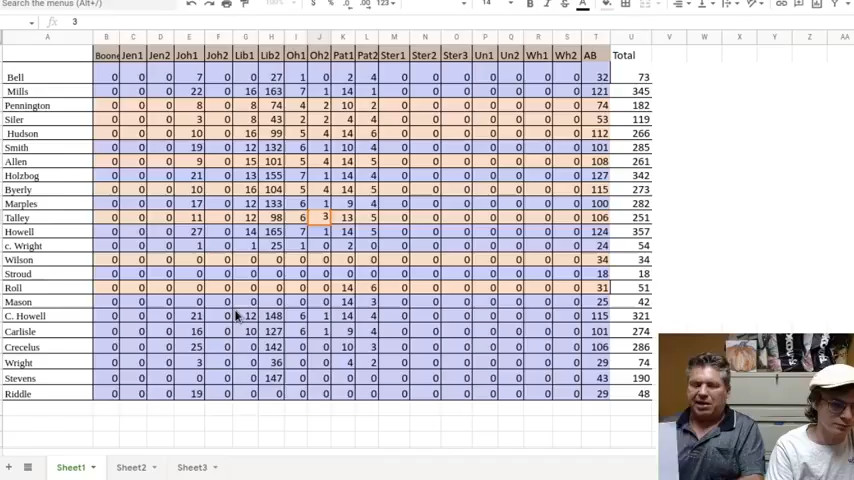 Search the menus (Alt+/)
14
3
A B C D E F G H I J K L M N O P Q R S T U V W X Y Z AA
Boone Jen1 Jen2 Joh1 Joh2 Lib1 Lib2 Oh1 Oh2 Pat1 Pat2 Ster1 Ster2 Ster3 Un1 Un2 Wh1 Wh2 AB Total
Bell 0 0 0 7 0 0 27 1 0 2 4 0 0 0 0 0 0 0 32 73
Mills 0 0 0 22 0 16 163 7 1 14 1 0 0 0 0 0 0 0 121 345
Pennington 0 0 0 8 0 8 74 4 2 10 2 0 0 0 0 0 0 0 74 182
Siler 0 0 0 3 0 8 43 2 2 4 4 0 0 0 0 0 0 0 53 119
Hudson 0 0 0 10 0 16 99 5 4 14 6 0 0 0 0 0 0 0 112 266
Smith 0 0 0 19 0 12 132 6 1 10 4 0 0 0 0 0 0 0 101 285
Allen 0 0 0 9 0 15 101 5 4 14 5 0 0 0 0 0 0 0 108 261
Holzbog 0 0 0 21 0 13 155 7 1 14 4 0 0 0 0 0 0 0 127 342
Byerly 0 0 0 10 0 16 104 5 4 14 5 0 0 0 0 0 0 0 115 273
Marples 0 0 0 17 0 12 133 6 1 9 4 0 0 0 0 0 0 0 100 282
Talley 0 0 0 11 0 12 98 6 3 13 5 0 0 0 0 0 0 0 106 251
Howell 0 0 0 27 0 14 165 7 1 14 5 0 0 0 0 0 0 0 124 357
c. Wright 0 0 0 1 0 1 25 1 0 2 0 0 0 0 0 0 0 0 24 54
Wilson 0 0 0 0 0 0 0 0 0 0 0 0 0 0 0 0 0 0 34 34
Stroud 0 0 0 0 0 0 0 0 0 0 0 0 0 0 0 0 0 0 18 18
Roll 0 0 0 0 0 0 0 0 0 14 6 0 0 0 0 0 0 0 31 51
Mason 0 0 0 0 0 0 0 0 0 14 3 0 0 0 0 0 0 0 25 42
C. Howell 0 0 0 21 0 12 148 6 1 14 4 0 0 0 0 0 0 0 115 321
Carlisle 0 0 0 16 0 10 127 6 1 9 4 0 0 0 0 0 0 0 101 274
Crecelus 0 0 0 25 0 0 142 0 0 10 3 0 0 0 0 0 0 0 106 286
Wright 0 0 0 3 0 0 36 0 0 4 2 0 0 0 0 0 0 0 29 74
Stevens 0 0 0 0 0 0 147 0 0 0 0 0 0 0 0 0 0 0 43 190
Riddle 0 0 0 19 0 0 0 0 0 0 0 0 0 0 0 0 0 0 29 48
Sheet1 Sheet2 Sheet3